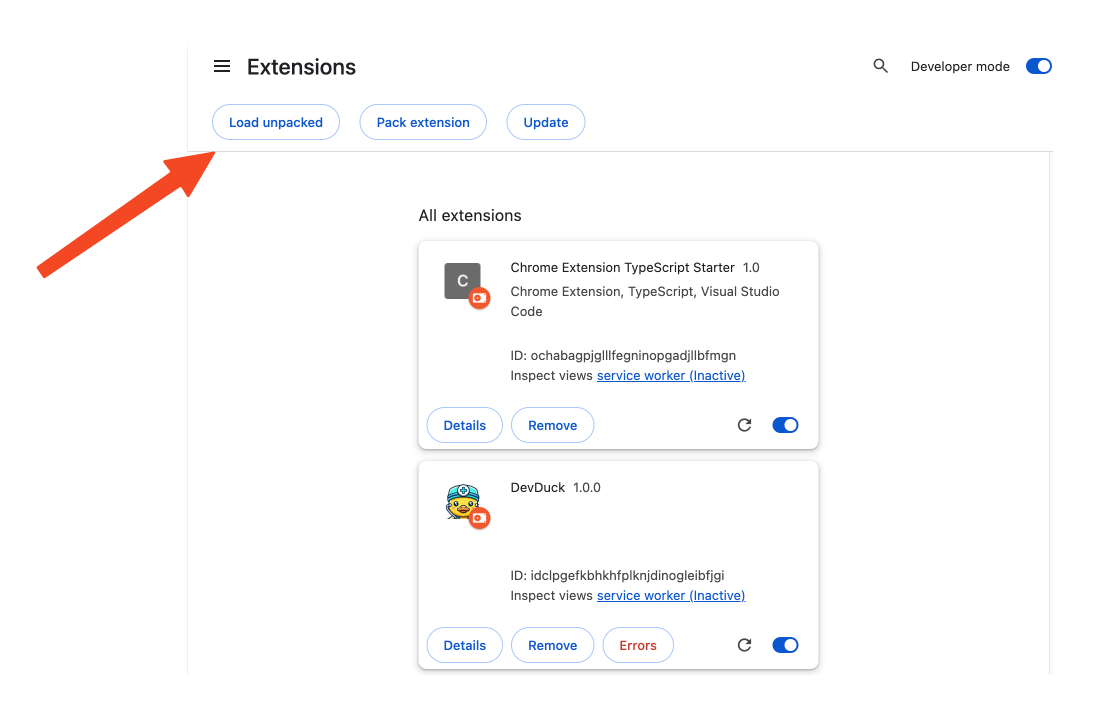 Extensions
Developer mode
Load unpacked
Pack extension
Update
All extensions
C
Chrome Extension TypeScript Starter 1.0
Chrome Extension, TypeScript, Visual Studio
Code
ID: ochabagpjglllfegninopgadjllbfmgn
Inspect views service worker (Inactive)
Details
Remove
DevDuck 1.0.0
ID: idclpgefkbhkhfplknjdinogleibfjgi
Inspect views service worker (Inactive)
Details
Remove
Errors